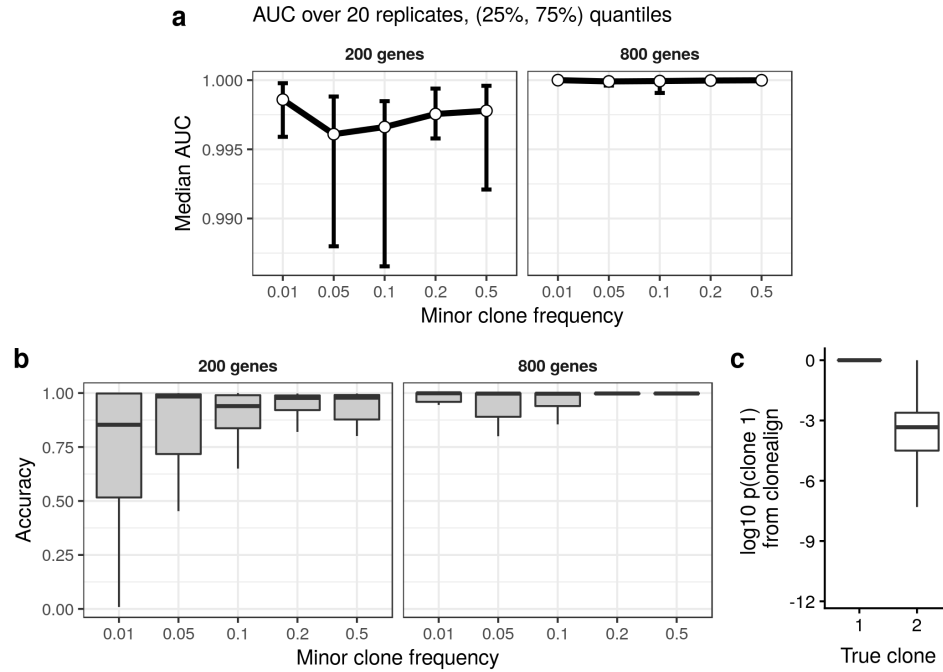 a
AUC over 20 replicates, (25%, 75%) quantiles
200 genes
800 genes
Median AUC
1.000
0.995
0.990
0.01 0.05 0.1 0.2 0.5
0.01 0.05 0.1 0.2 0.5
Minor clone frequency
b
200 genes
800 genes
Accuracy
1.00
0.75
0.50
0.25
0.00
0.01 0.05 0.1 0.2 0.5
0.01 0.05 0.1 0.2 0.5
Minor clone frequency
c
log10 p(clone 1)
from clonealign
0
-3
-6
-9
-12
1 2
True clone